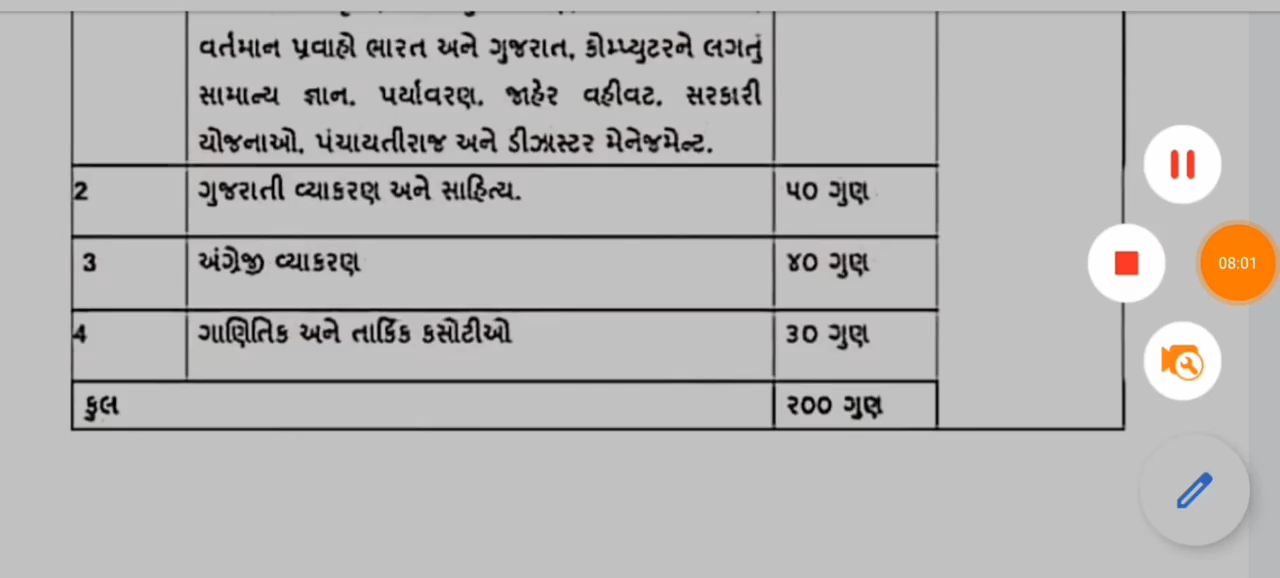 વર્તમાન પ્રવાહો ભારત અને ગુજરાત, કોમ્પ્યુટરને લગતું
સામાન્ય જ્ઞાન, પર્યાવરણ, જાહેર વહીવટ, સરકારી
યોજનાઓ, પંચાયતીરાજ અને ડીઝાસ્ટર મેનેજમેન્ટ.
2 ગુજરાતી વ્યાકરણ અને સાહિત્ય. ૫૦ ગુણ
3 અંગ્રેજી વ્યાકરણ ૪૦ ગુણ
4 ગાણિતિક અને તાર્કિક કસોટીઓ ૩૦ ગુણ
કુલ ૨૦૦ ગુણ
08:01